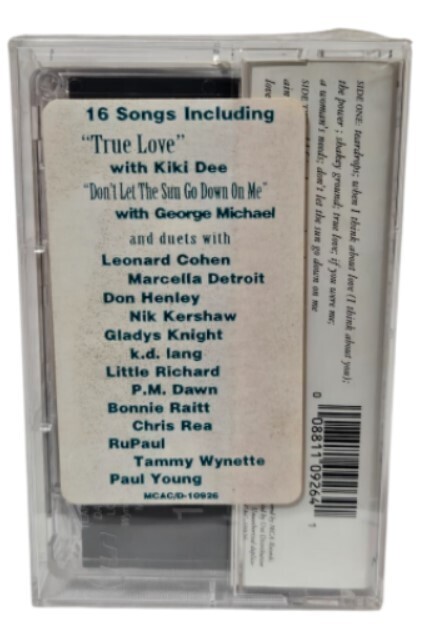 16 Songs Including
"True Love"
with Kiki Dee
"Don't Let The Sun Go Down On Me"
with George Michael
and duets with
Leonard Cohen
Marcella Detroit
Don Henley
Nik Kershaw
Gladys Knight
k.d. lang
Little Richard
P.M. Dawn
Bonnie Raitt
Chris Rea
RuPaul
Tammy Wynette
Paul Young
MCAC/D-10926
SIDE ONE: teardrops; when I think about love (I think about you);
the power; shakey ground; true love; if you were me;
a woman's needs; don't let the sun go down on me
0 08811 09264 1